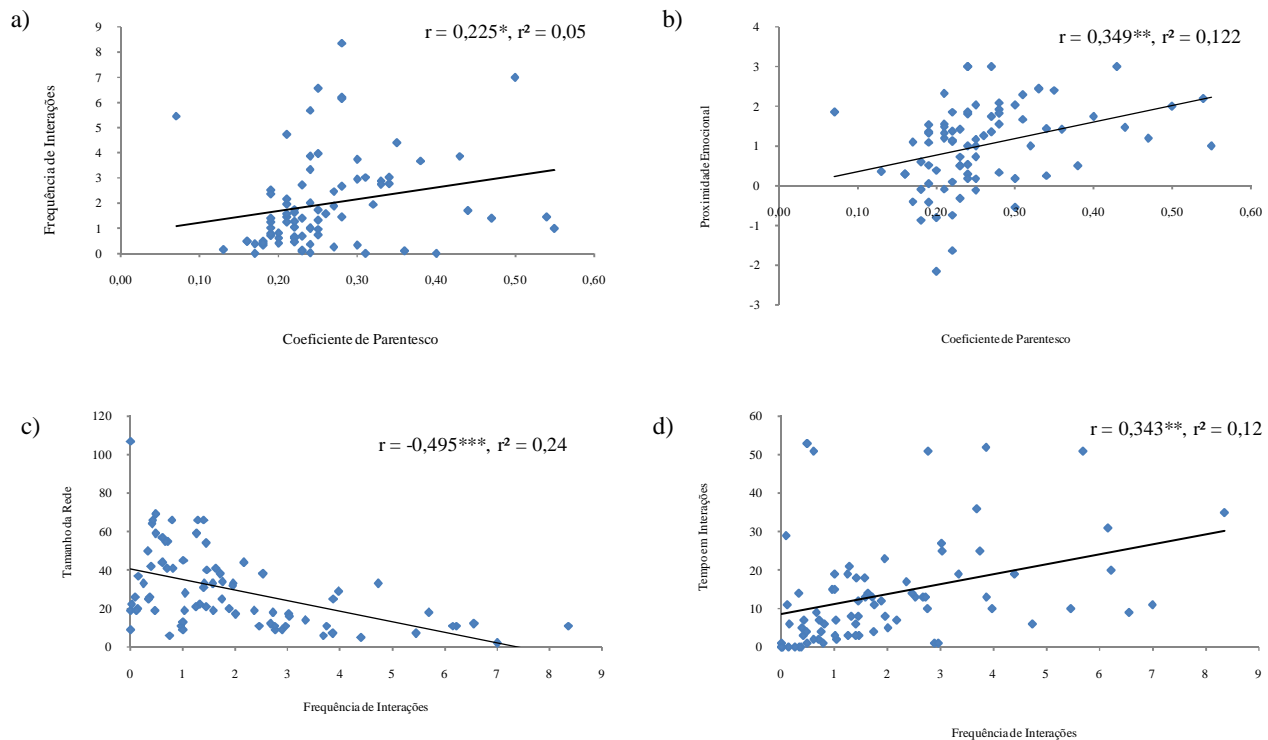 a)
r = 0,225*, r² = 0,05
Frequência de Interações
9
8
7
6
5
4
3
2
1
0
0,00 0,10 0,20 0,30 0,40 0,50 0,60
Coeficiente de Parentesco
b)
r = 0,349**, r² = 0,122
Proximidade Emocional
4
3
2
1
0
-1
-2
-3
0,00 0,10 0,20 0,30 0,40 0,50 0,60
Coeficiente de Parentesco
c)
r = -0,495***, r² = 0,24
Tamanho da Rede
120
100
80
60
40
20
0
0 1 2 3 4 5 6 7 8 9
Frequência de Interações
d)
r = 0,343**, r² = 0,12
Tempo em Interações
60
50
40
30
20
10
0
0 1 2 3 4 5 6 7 8 9
Frequência de Interações